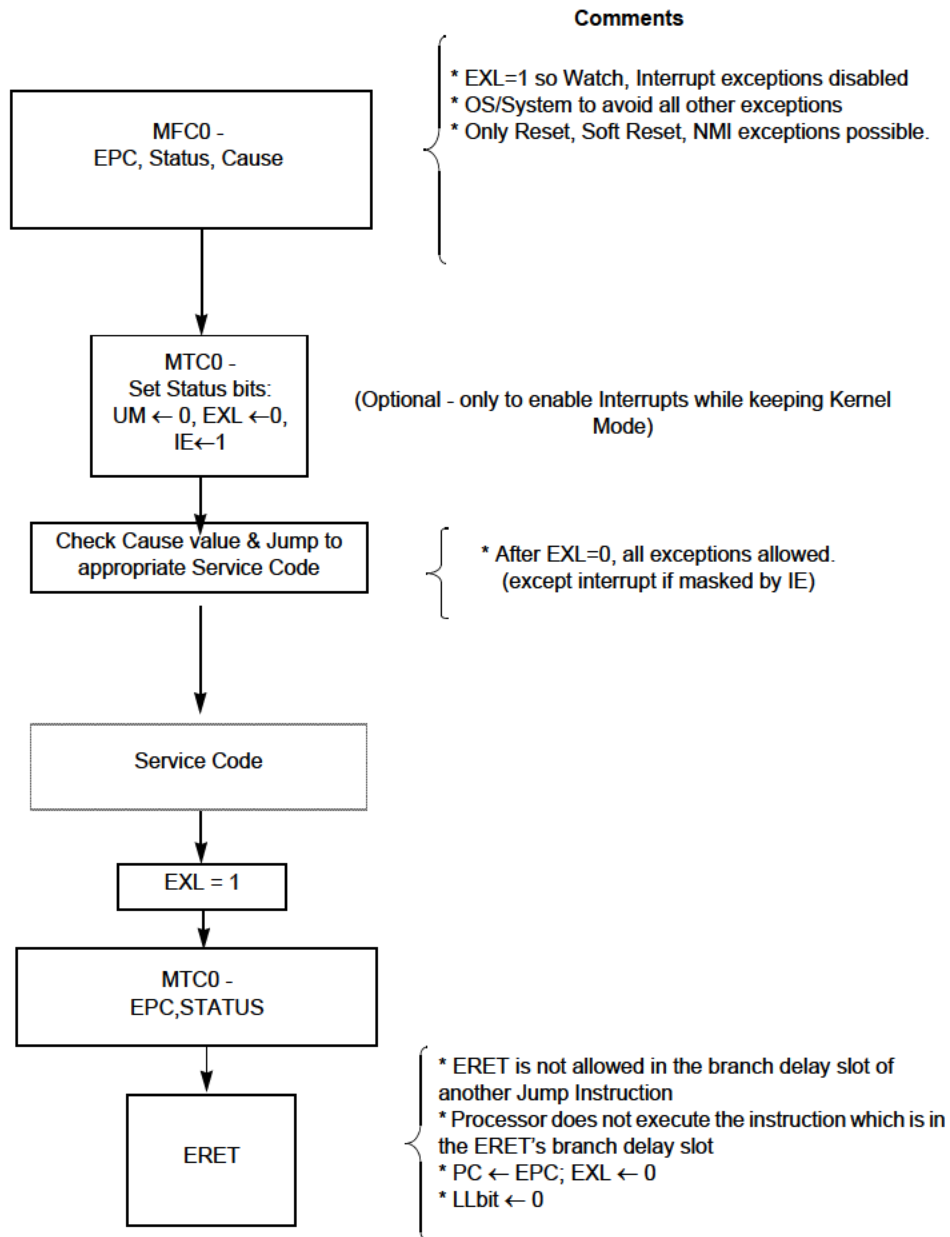 Comments
* EXL=1 so Watch, Interrupt exceptions disabled
* OS/System to avoid all other exceptions
* Only Reset, Soft Reset, NMI exceptions possible.
MFC0 -
EPC, Status, Cause
MTC0 -
Set Status bits:
UM ← 0, EXL ←0,
IE←1
(Optional - only to enable Interrupts while keeping Kernel
Mode)
Check Cause value & Jump to
appropriate Service Code
* After EXL=0, all exceptions allowed.
(except interrupt if masked by IE)
Service Code
EXL = 1
MTC0 -
EPC,STATUS
ERET
* ERET is not allowed in the branch delay slot of
another Jump Instruction
* Processor does not execute the instruction which is in
the ERET's branch delay slot
* PC ← EPC; EXL ← 0
* LLbit ← 0